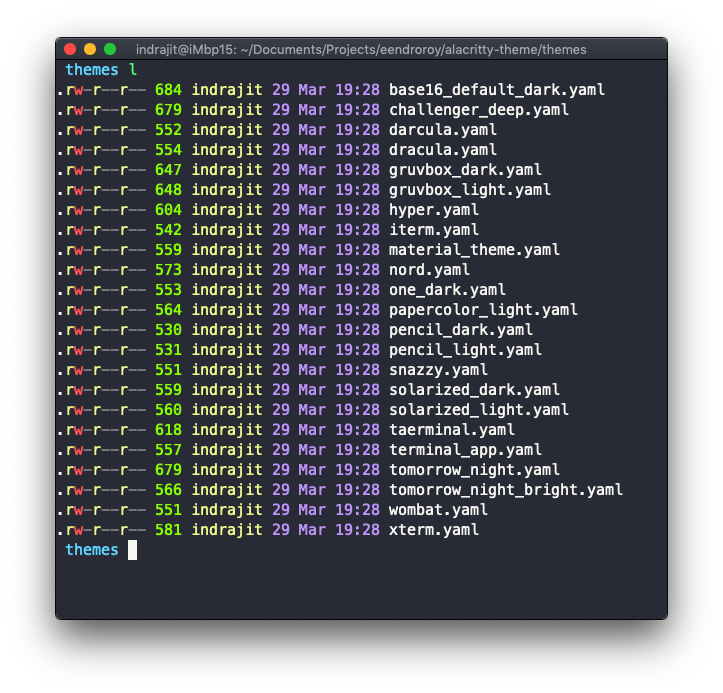 indrajit@iMbp15: ~/Documents/Projects/eendroroy/alacritty-theme/themes
themes l
.rw-r--r-- 684 indrajit 29 Mar 19:28 base16_default_dark.yaml
.rw-r--r-- 679 indrajit 29 Mar 19:28 challenger_deep.yaml
.rw-r--r-- 552 indrajit 29 Mar 19:28 darcula.yaml
.rw-r--r-- 554 indrajit 29 Mar 19:28 dracula.yaml
.rw-r--r-- 647 indrajit 29 Mar 19:28 gruvbox_dark.yaml
.rw-r--r-- 648 indrajit 29 Mar 19:28 gruvbox_light.yaml
.rw-r--r-- 604 indrajit 29 Mar 19:28 hyper.yaml
.rw-r--r-- 542 indrajit 29 Mar 19:28 iterm.yaml
.rw-r--r-- 559 indrajit 29 Mar 19:28 material_theme.yaml
.rw-r--r-- 573 indrajit 29 Mar 19:28 nord.yaml
.rw-r--r-- 553 indrajit 29 Mar 19:28 one_dark.yaml
.rw-r--r-- 564 indrajit 29 Mar 19:28 papercolor_light.yaml
.rw-r--r-- 530 indrajit 29 Mar 19:28 pencil_dark.yaml
.rw-r--r-- 531 indrajit 29 Mar 19:28 pencil_light.yaml
.rw-r--r-- 551 indrajit 29 Mar 19:28 snazzy.yaml
.rw-r--r-- 559 indrajit 29 Mar 19:28 solarized_dark.yaml
.rw-r--r-- 560 indrajit 29 Mar 19:28 solarized_light.yaml
.rw-r--r-- 618 indrajit 29 Mar 19:28 taerminal.yaml
.rw-r--r-- 557 indrajit 29 Mar 19:28 terminal_app.yaml
.rw-r--r-- 679 indrajit 29 Mar 19:28 tomorrow_night.yaml
.rw-r--r-- 566 indrajit 29 Mar 19:28 tomorrow_night_bright.yaml
.rw-r--r-- 551 indrajit 29 Mar 19:28 wombat.yaml
.rw-r--r-- 581 indrajit 29 Mar 19:28 xterm.yaml
themes